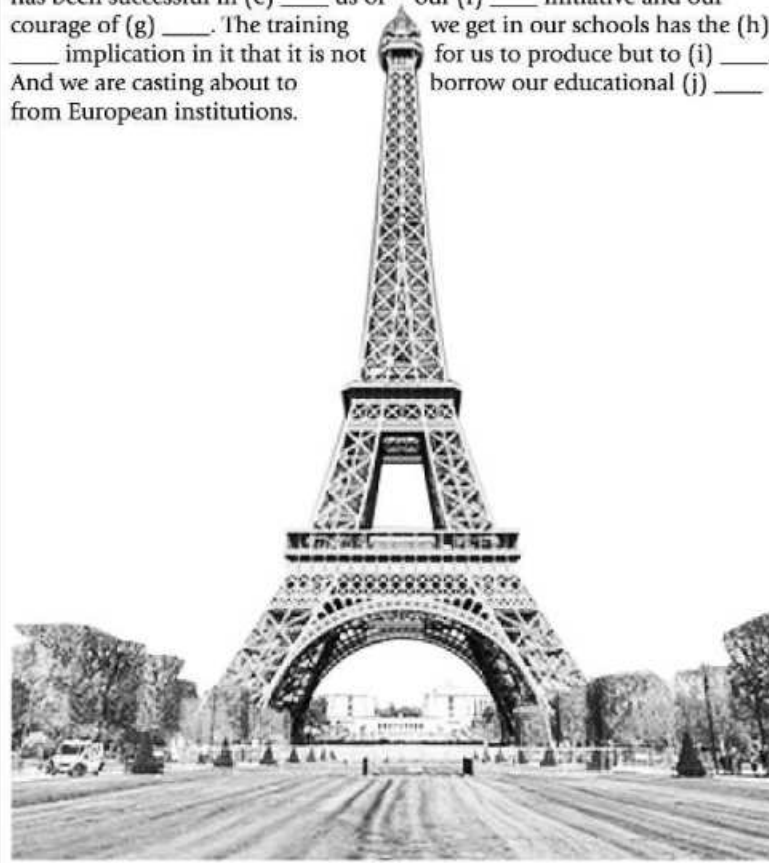 has been successful in (e) ____ us of our (f) ____ initiative and our
courage of (g) ____. The training we get in our schools has the (h)
____ implication in it that it is not for us to produce but to (i) ____
And we are casting about to borrow our educational (j) ____
from European institutions.